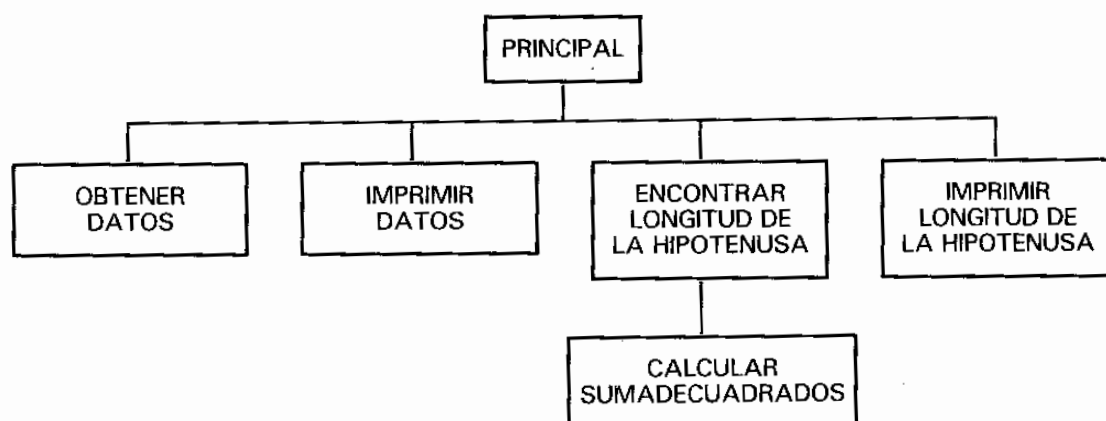 PRINCIPAL
OBTENER
DATOS
IMPRIMIR
DATOS
ENCONTRAR
LONGITUD DE
LA HIPOTENUSA
IMPRIMIR
LONGITUD DE
LA HIPOTENUSA
CALCULAR
SUMADECUADRADOS